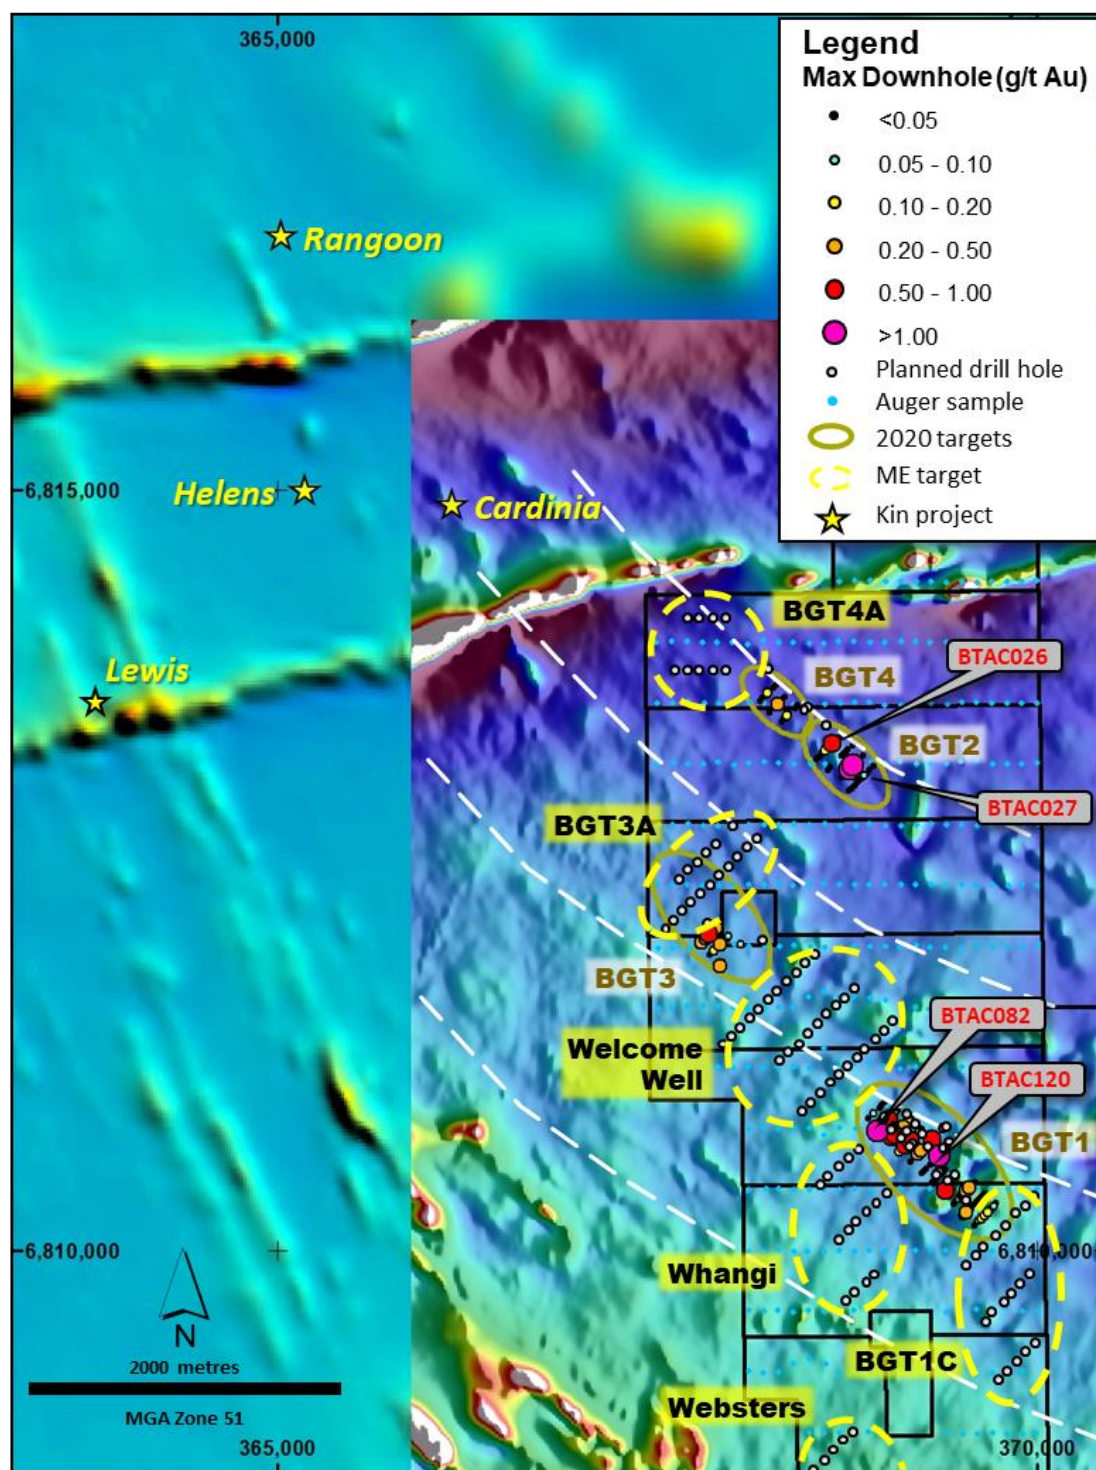 365,000
Legend
Max Downhole (g/t Au)
<0.05
0.05 - 0.10
0.10 - 0.20
0.20 - 0.50
0.50 - 1.00
>1.00
Planned drill hole
Auger sample
2020 targets
ME target
Kin project
Rangoon
6,815,000
Helens
Cardinia
BGT4A
BTAC026
Lewis
BGT4
BGT2
BTAC027
BGT3A
BGT3
BTAC082
Welcome
Well
BTAC120
BGT1
6,810,000
6,810,000
Whangi
N
2000 metres
BGT1C
MGA Zone 51
Websters
365,000
370,000